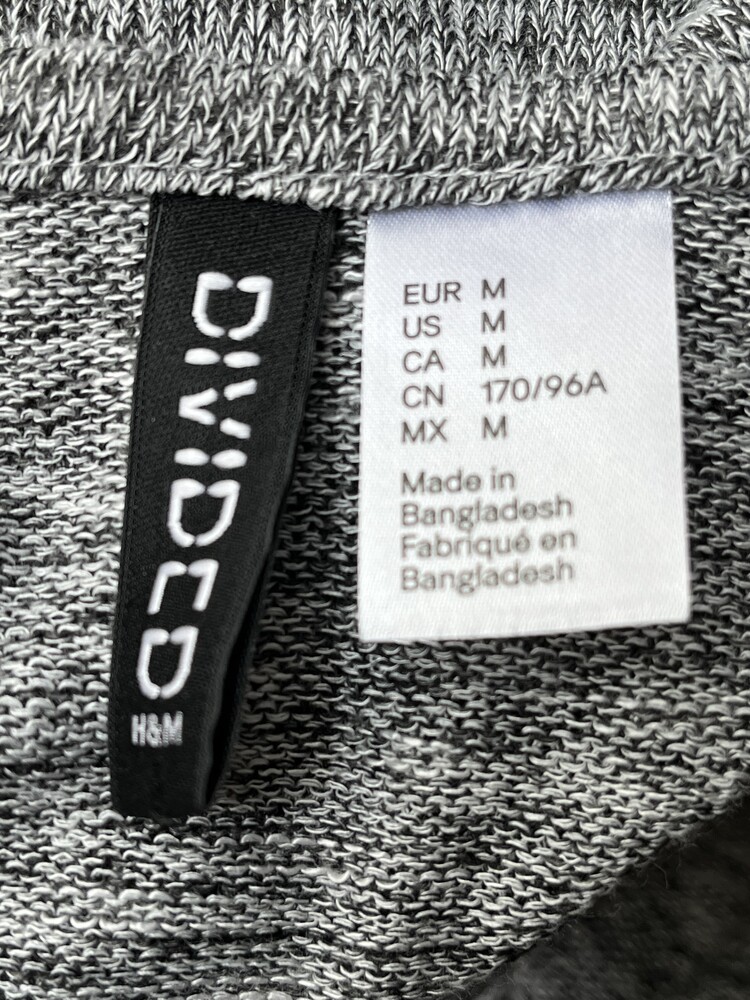 DIVIDED
H&M
EUR M
US M
CA M
CN 170/96A
MX M
Made in
Bangladesh
Fabriqué en
Bangladesh